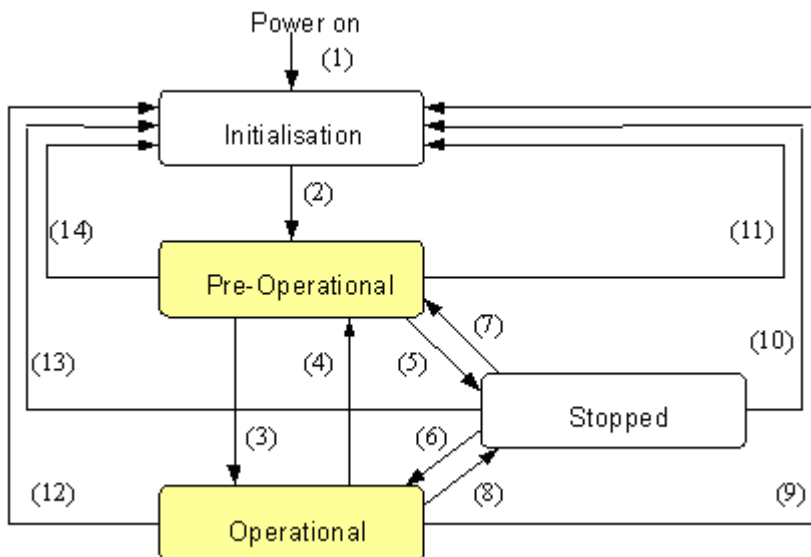 Power on
(1)
Initialisation
(2)
(14)
(11)
Pre-Operational
(7)
(13)
(4)
(5)
(10)
Stopped
(3)
(6)
(12)
(8)
(9)
Operational